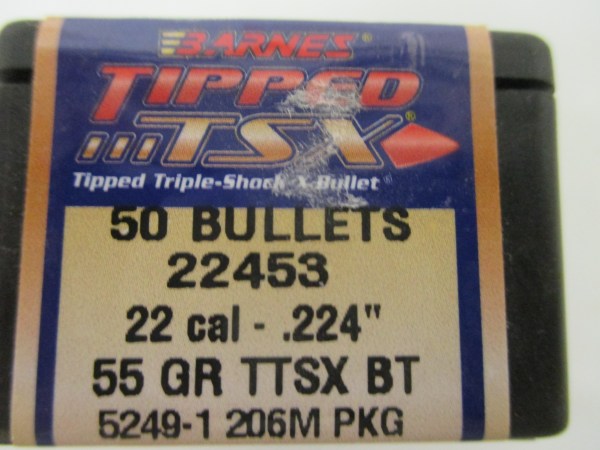 BARNES®
TIPPED
TSX®
Tipped Triple-Shock X Bullet®
50 BULLETS
22453
22 cal - .224"
55 GR TTSX BT
5249-1 206M PKG